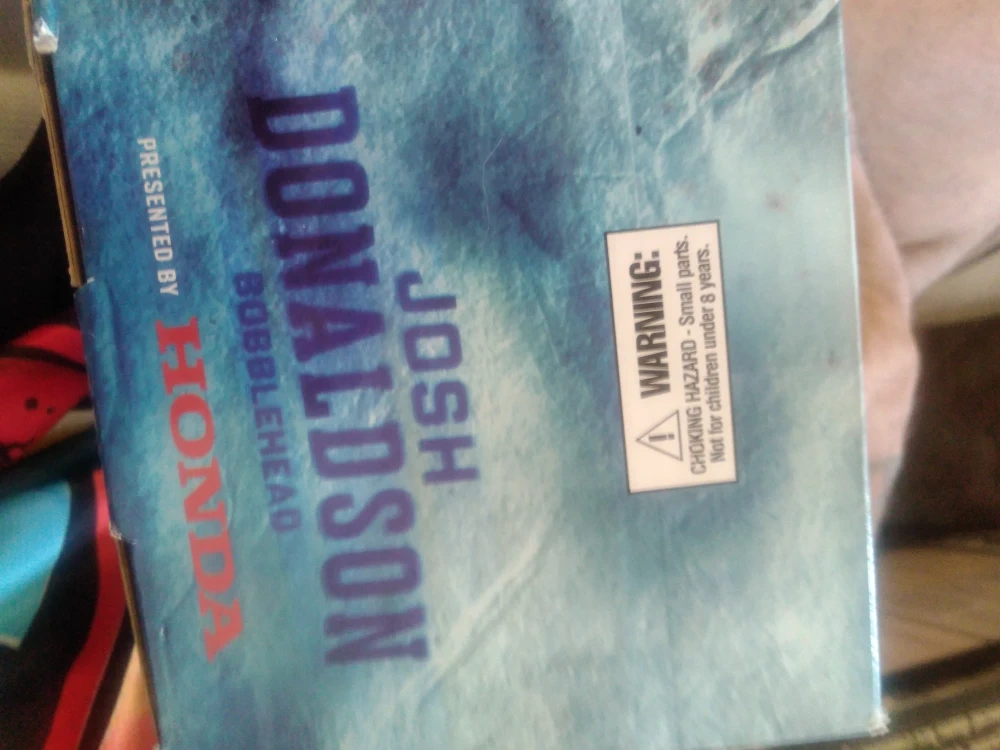 JOSH
DONALDSON
BOBBLEHEAD
PRESENTED BY HONDA
WARNING:
CHOKING HAZARD - Small parts.
Not for children under 8 years.